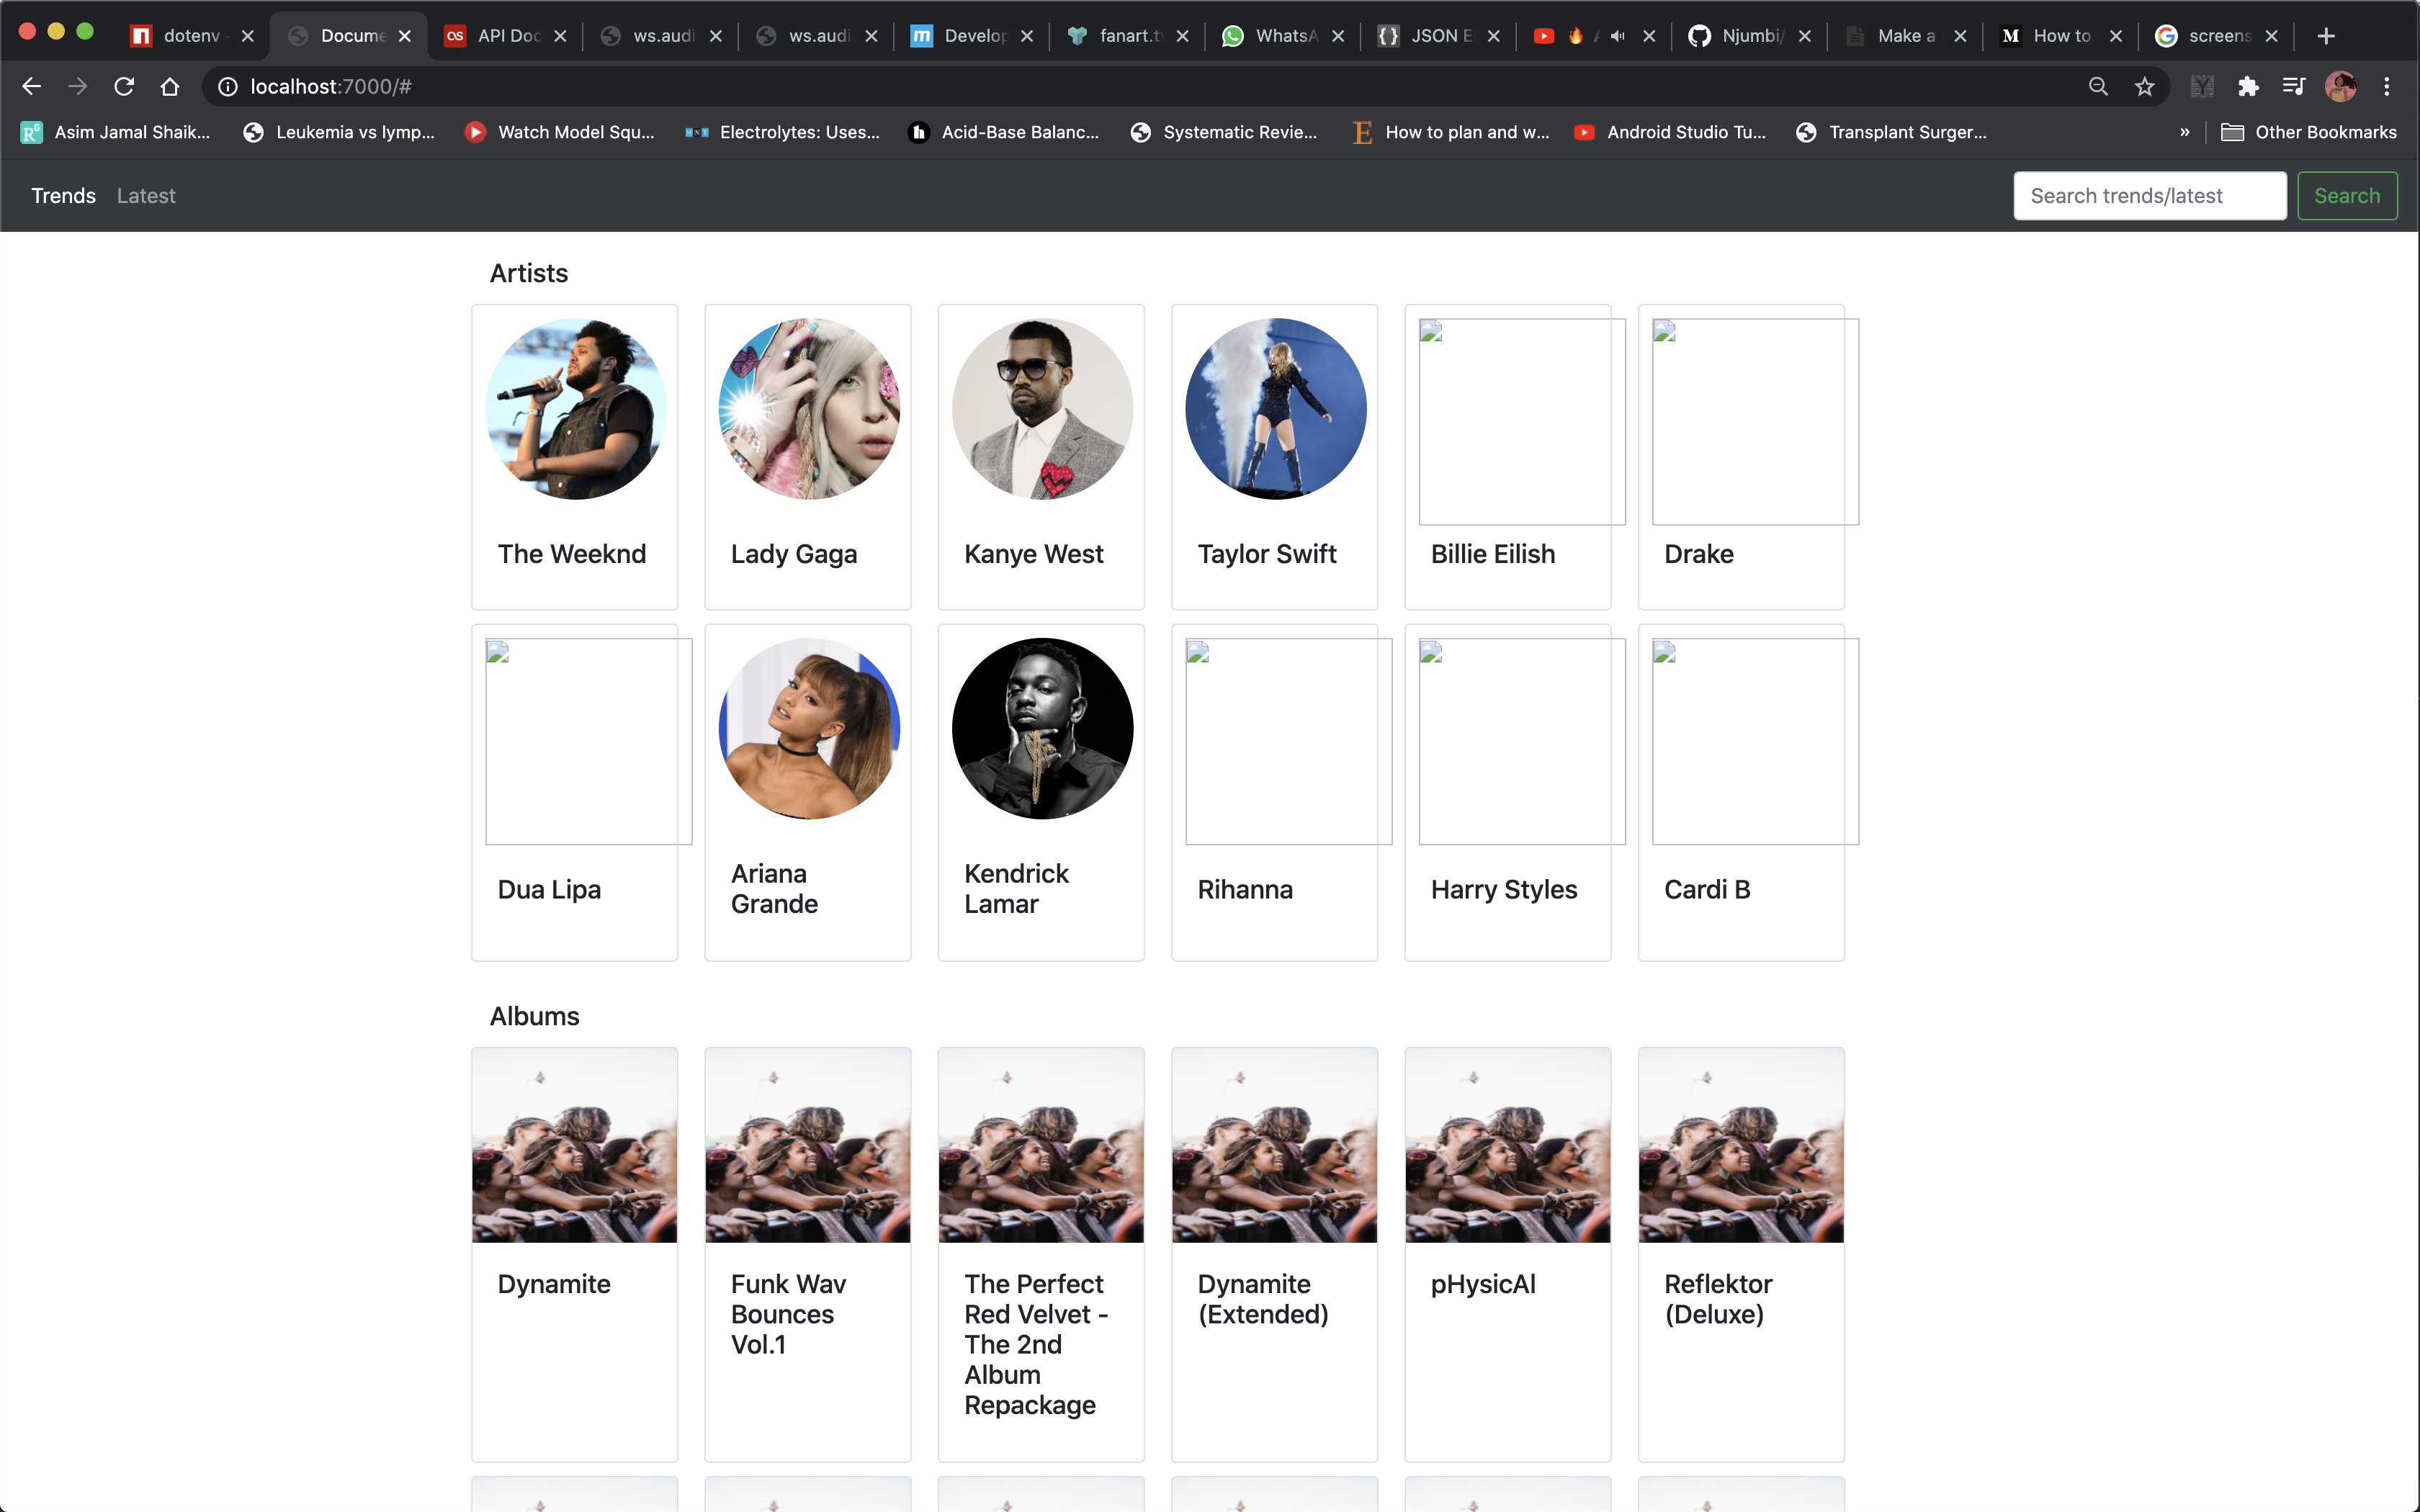 dotenv -
Docume
API Doc
ws.audi
ws.audi
Develop
fanart.tv
WhatsA
JSON E
Njumbi/
Make a
How to
screens
localhost:7000/#
Asim Jamal Shaik...
Leukemia vs lymp...
Watch Model Squ...
Electrolytes: Uses...
Acid-Base Balanc...
Systematic Revie...
How to plan and w...
Android Studio Tu...
Transplant Surger...
»
Other Bookmarks
Trends
Latest
Search trends/latest
Search
Artists
The Weeknd
Lady Gaga
Kanye West
Taylor Swift
Billie Eilish
Drake
Dua Lipa
Ariana
Grande
Kendrick
Lamar
Rihanna
Harry Styles
Cardi B
Albums
Dynamite
Funk Wav
Bounces
Vol.1
The Perfect
Red Velvet -
The 2nd
Album
Repackage
Dynamite
(Extended)
pHysicAl
Reflektor
(Deluxe)